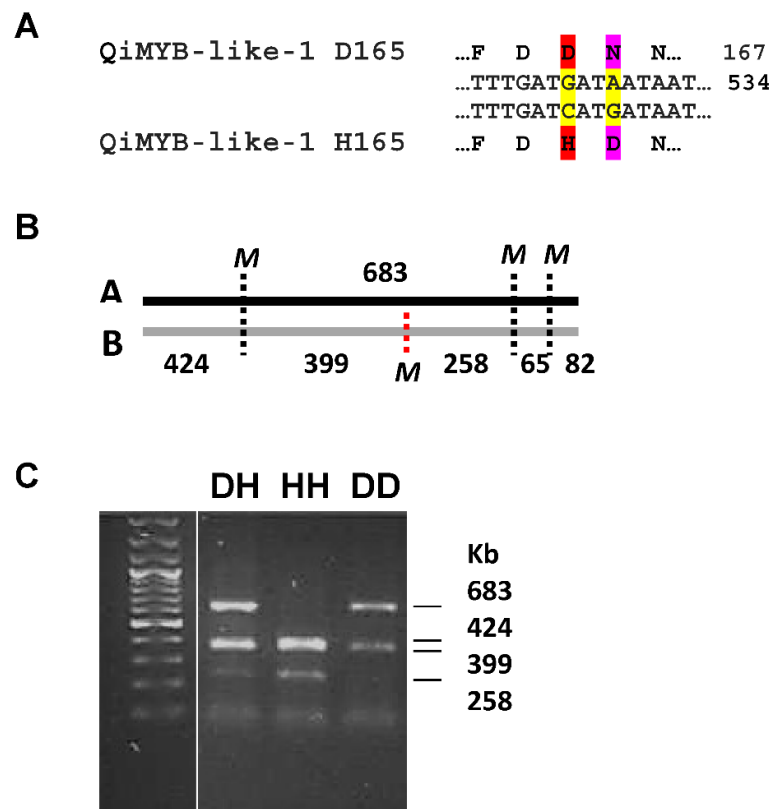 A
QiMYB-like-1 D165 …F D D N N… 167
…TTTGATGATAATAAT… 534
…TTTGATCATGATAAT…
QiMYB-like-1 H165 …F D H D N…
B
M M M
683
A
B
424 399 M 258 65 82
C
DH HH DD
Kb
683
424
399
258